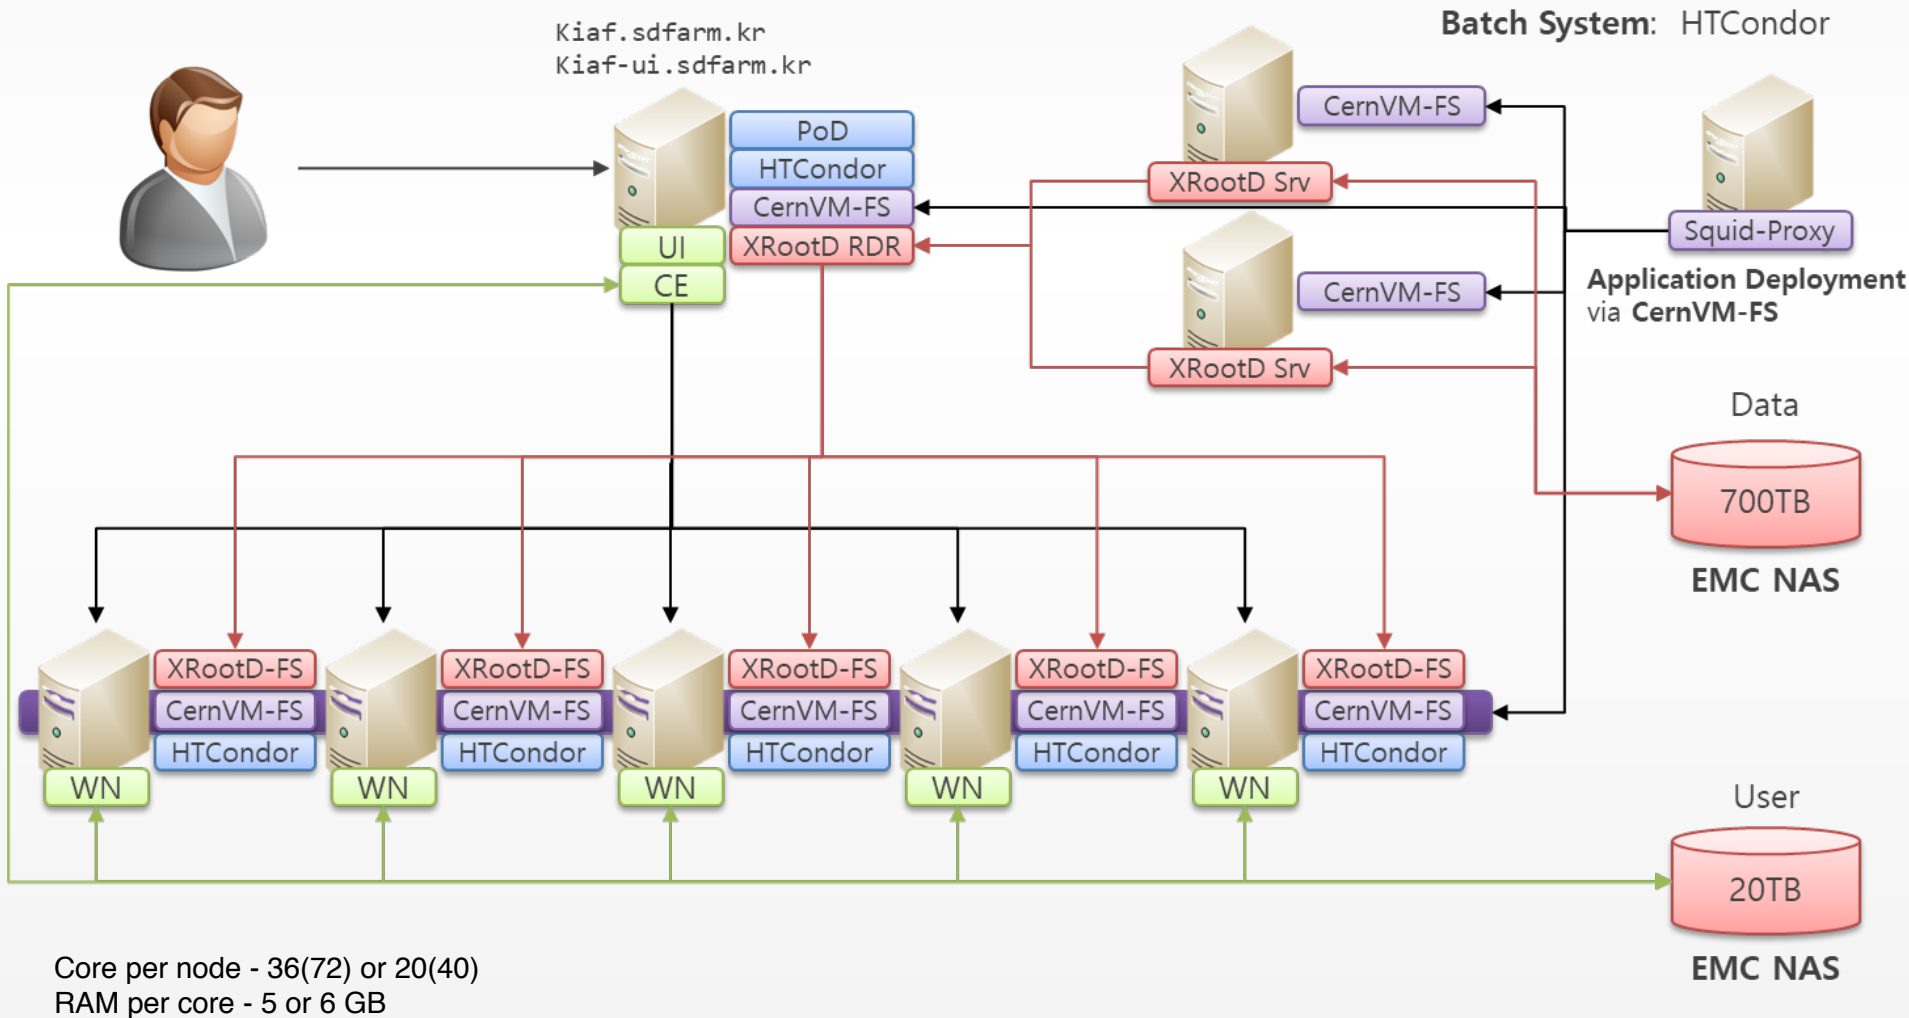 Kiaf.sdfarm.kr
Kiaf-ui.sdfarm.kr
Batch System: HTCondor
PoD
HTCondor
CernVM-FS
XRootD RDR
UI
CE
CernVM-FS
XRootD Srv
CernVM-FS
XRootD Srv
Squid-Proxy
Application Deployment
via CernVM-FS
Data
700TB
EMC NAS
XRootD-FS
CernVM-FS
HTCondor
WN
XRootD-FS
CernVM-FS
HTCondor
WN
XRootD-FS
CernVM-FS
HTCondor
WN
XRootD-FS
CernVM-FS
HTCondor
WN
XRootD-FS
CernVM-FS
HTCondor
WN
User
20TB
EMC NAS
Core per node - 36(72) or 20(40)
RAM per core - 5 or 6 GB